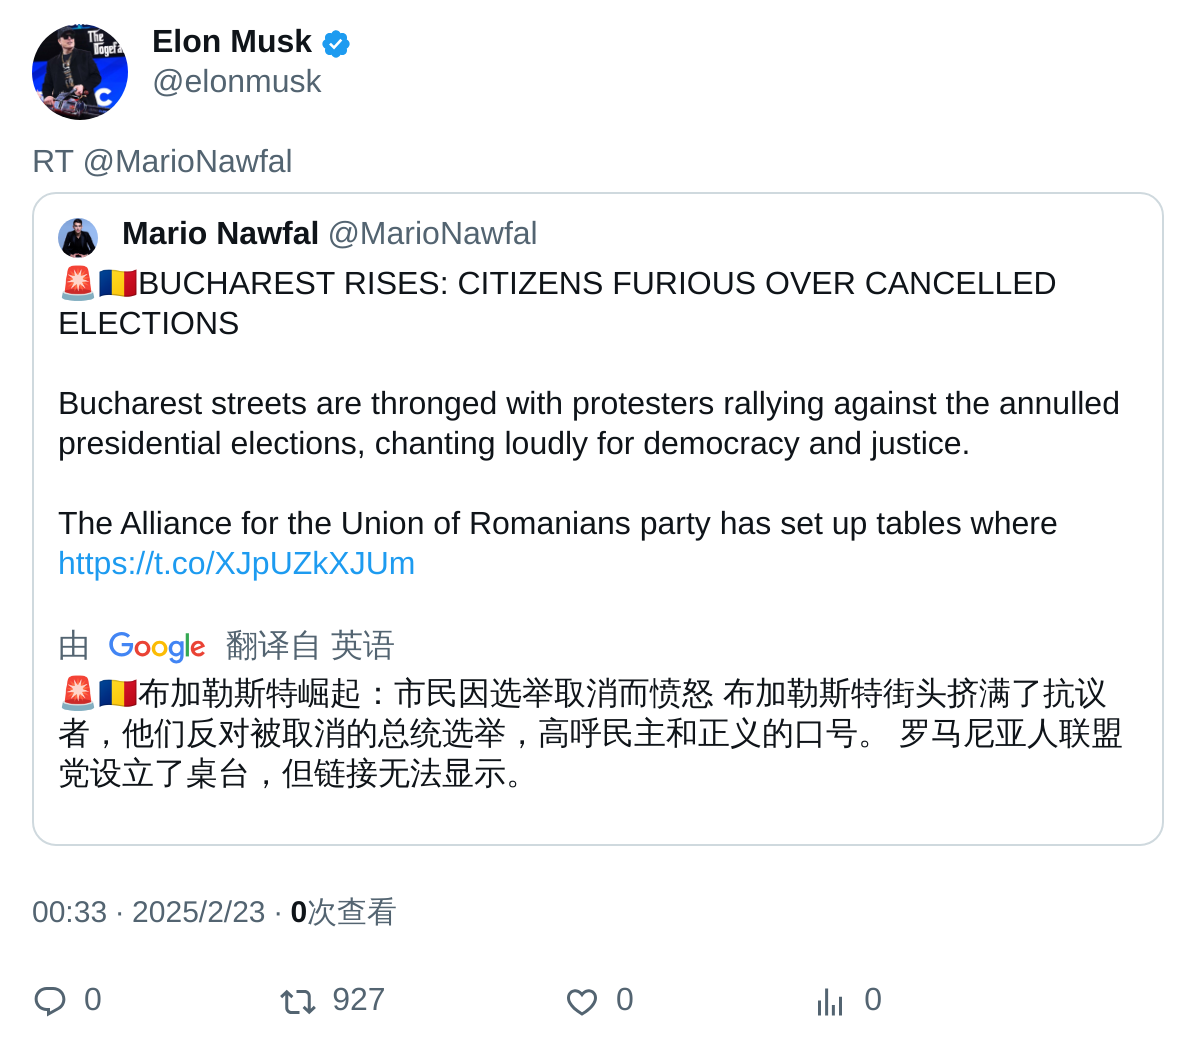 The
Dogefa
C
Elon Musk
@elonmusk
RT @MarioNawfal
Mario Nawfal @MarioNawfal
🚨🇷🇴BUCHAREST RISES: CITIZENS FURIOUS OVER CANCELLED
ELECTIONS
Bucharest streets are thronged with protesters rallying against the annulled
presidential elections, chanting loudly for democracy and justice.
The Alliance for the Union of Romanians party has set up tables where
https://t.co/XJpUZkXJUm
由 Google 翻译自 英语
🚨🇷🇴布加勒斯特崛起：市民因选举取消而愤怒 布加勒斯特街头挤满了抗议
者，他们反对被取消的总统选举，高呼民主和正义的口号。 罗马尼亚人联盟
党设立了桌台，但链接无法显示。
00:33 · 2025/2/23 · 0次查看
0 927 0 0